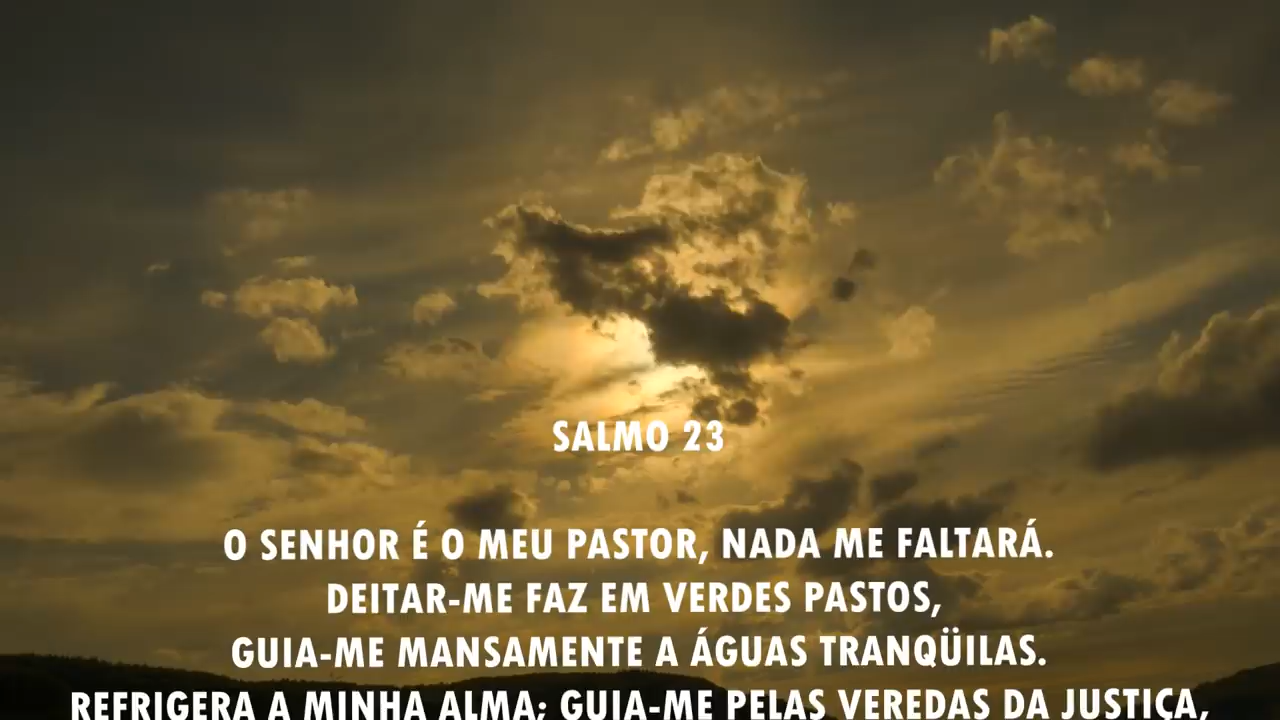 SALMO 23
O SENHOR É O MEU PASTOR, NADA ME FALTARÁ.
DEITAR-ME FAZ EM VERDES PASTOS,
GUIA-ME MANSAMENTE A ÁGUAS TRANQÜILAS.
REFRIGERA A MINHA ALMA; GUIA-ME PELAS VEREDAS DA JUSTIÇA,